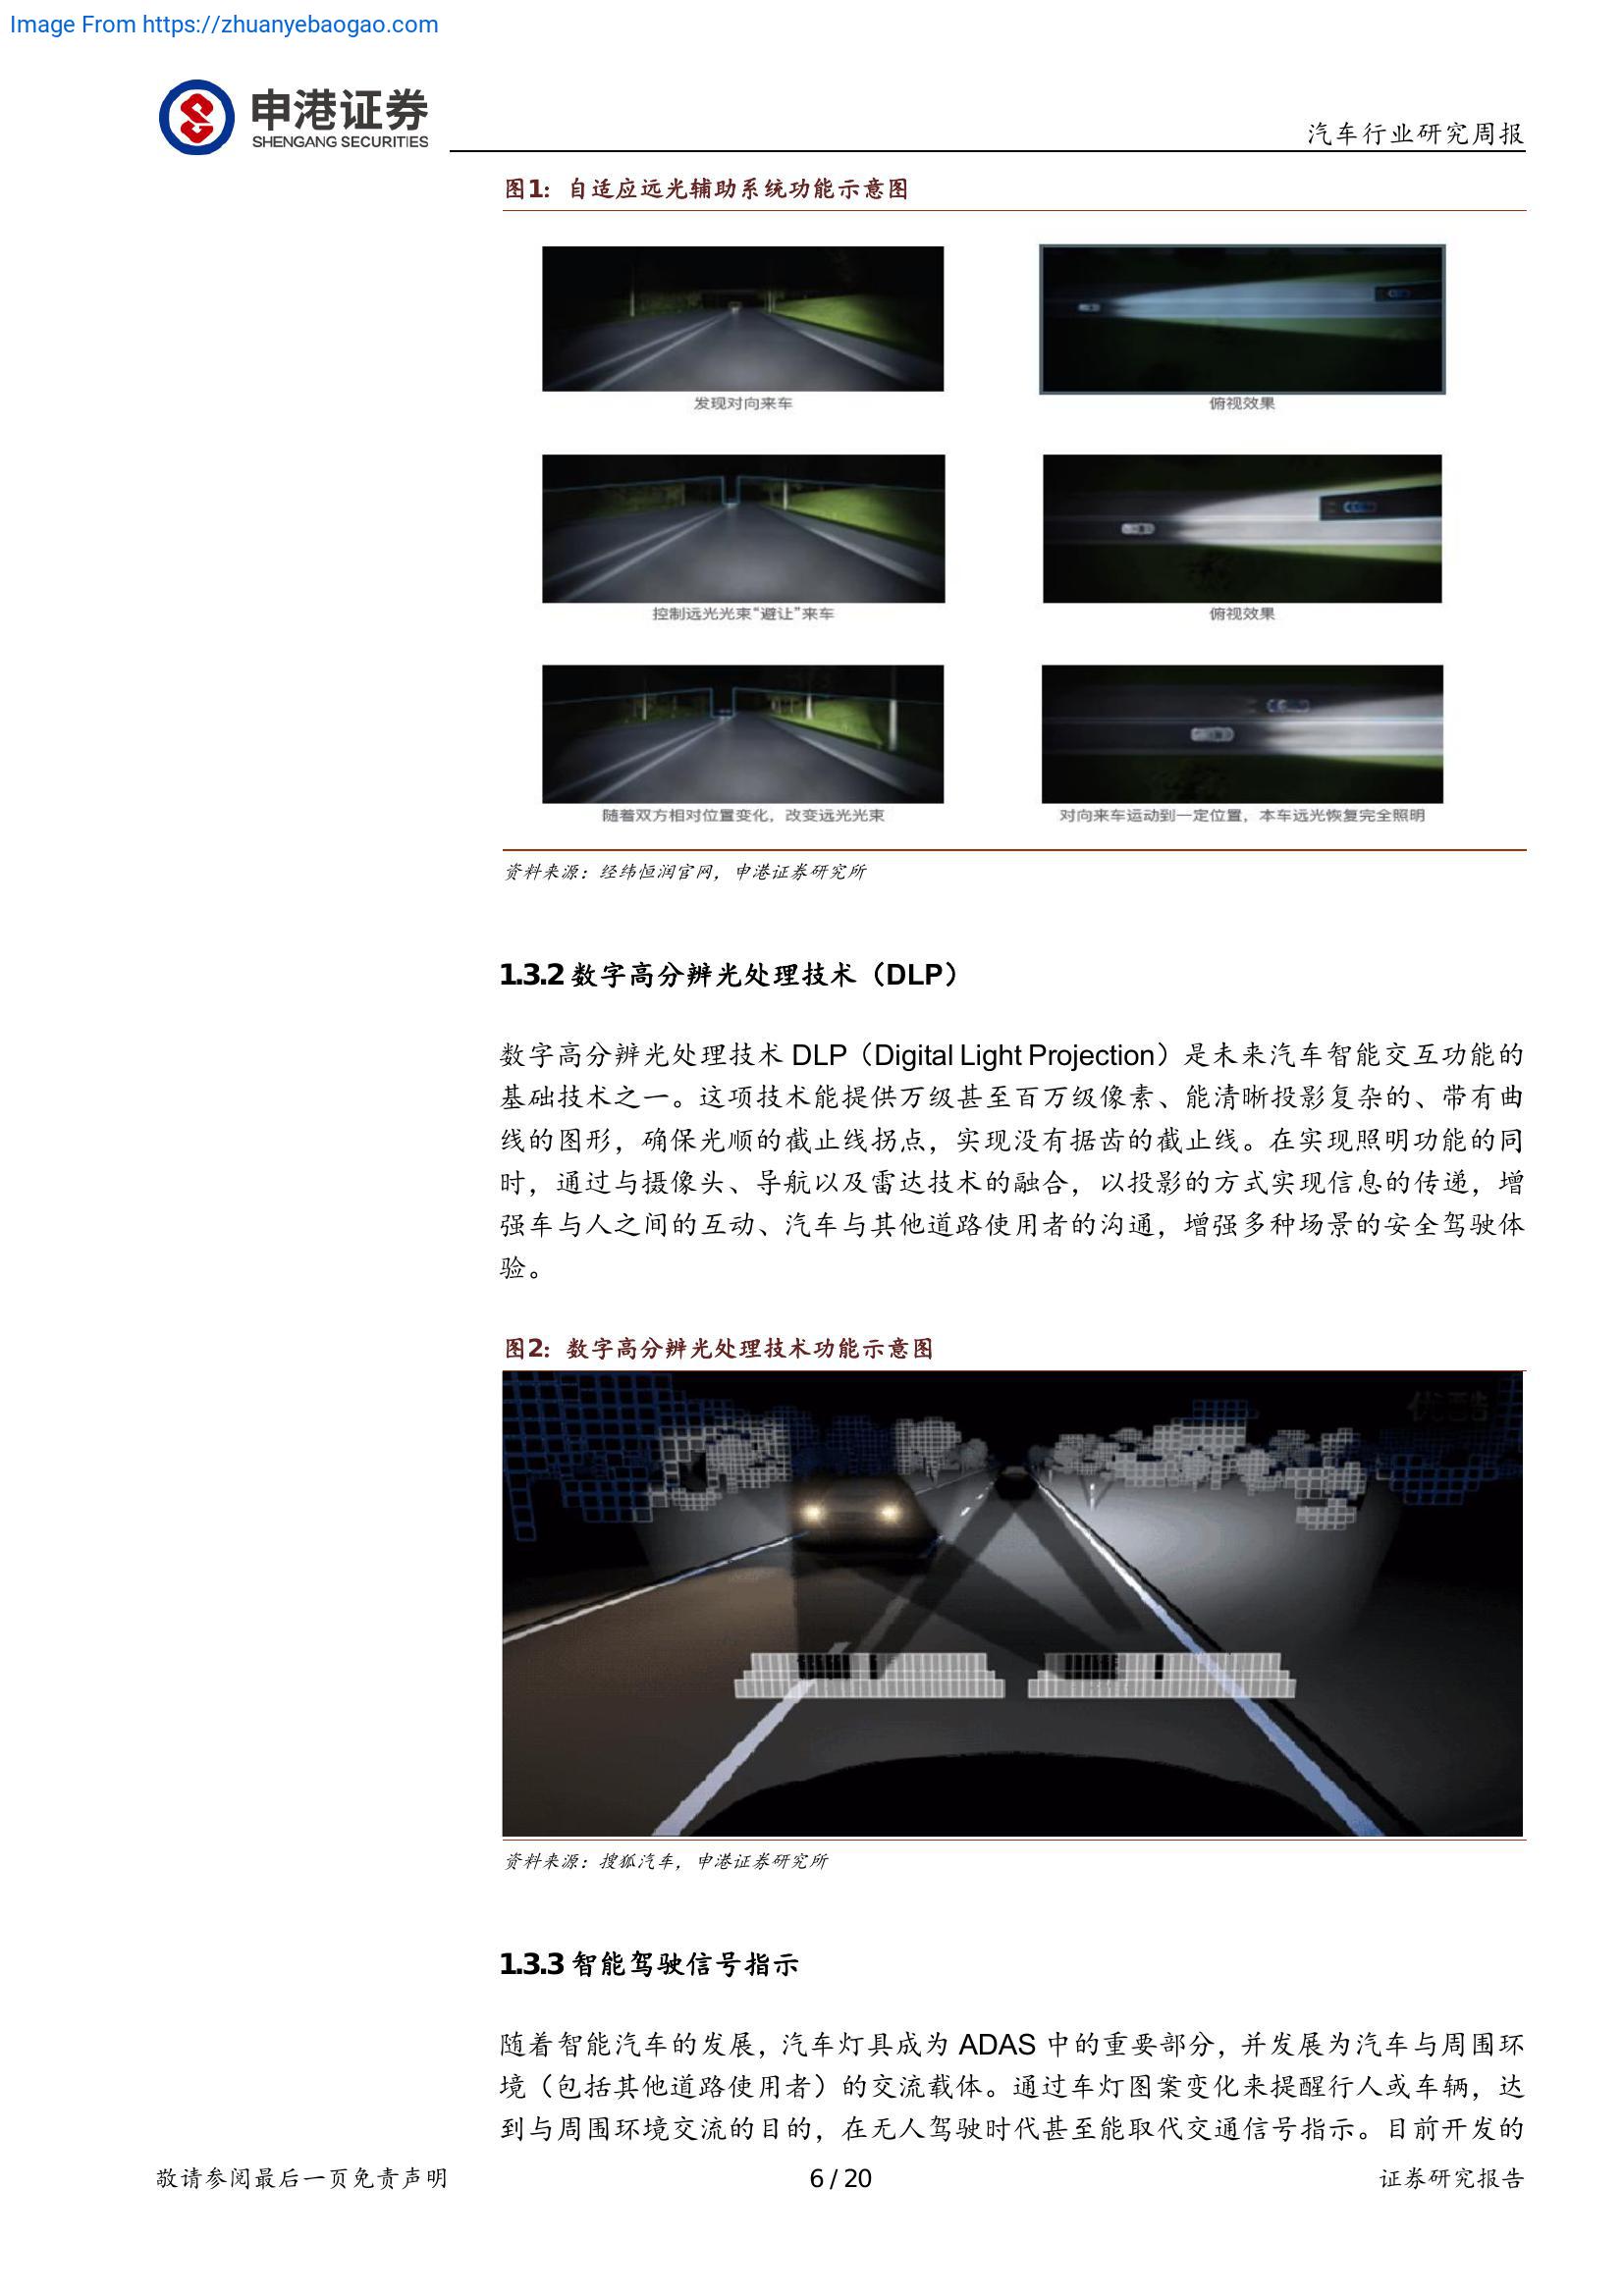 Image From https://zhuanyebaogao.com
申港证券
SHENGANG SECURITIES
汽车行业研究周报
图1：自适应远光辅助系统功能示意图
发现对向来车
俯视效果
控制远光光束“避让”来车
俯视效果
随着双方相对位置变化，改变远光光束
对向来车运动到一定位置，本车远光恢复完全照明
资料来源：经纬恒润官网，申港证券研究所
1.3.2 数字高分辨光处理技术（DLP）
数字高分辨光处理技术 DLP（Digital Light Projection）是未来汽车智能交互功能的
基础技术之一。这项技术能提供万级甚至百万级像素、能清晰投影复杂的、带有曲
线的图形，确保光顺的截止线拐点，实现没有据齿的截止线。在实现照明功能的同
时，通过与摄像头、导航以及雷达技术的融合，以投影的方式实现信息的传递，增
强车与人之间的互动、汽车与其他道路使用者的沟通，增强多种场景的安全驾驶体
验。
图2：数字高分辨光处理技术功能示意图
优酷
资料来源：搜狐汽车，申港证券研究所
1.3.3 智能驾驶信号指示
随着智能汽车的发展，汽车灯具成为 ADAS 中的重要部分，并发展为汽车与周围环
境（包括其他道路使用者）的交流载体。通过车灯图案变化来提醒行人或车辆，达
到与周围环境交流的目的，在无人驾驶时代甚至能取代交通信号指示。目前开发的
敬请参阅最后一页免责声明
6 / 20
证券研究报告